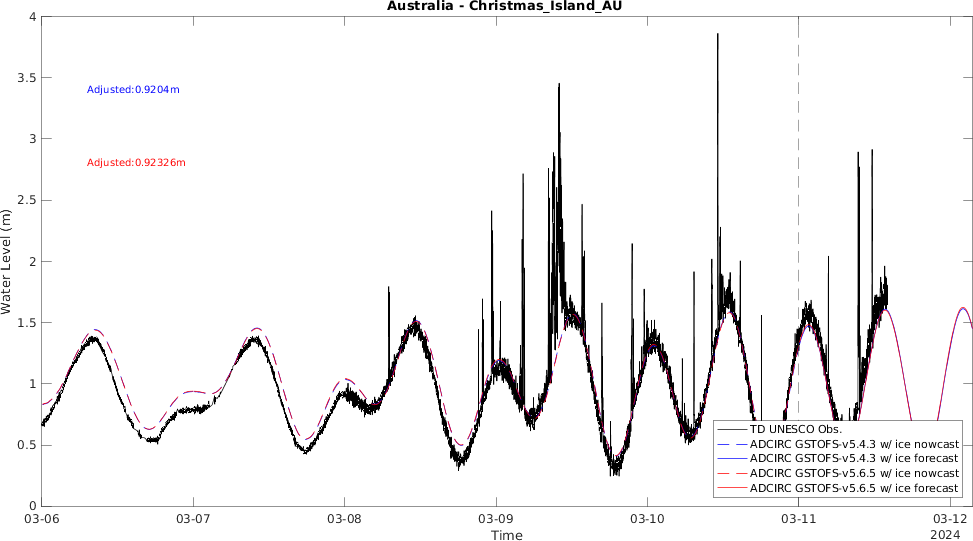 Australia - Christmas_Island_AU
4
3.5
3
2.5
2
1.5
1
0.5
0
Water Level (m)
Adjusted:0.9204m
Adjusted:0.92326m
TD UNESCO Obs.
ADCIRC GSTOFS-v5.4.3 w/ ice nowcast
ADCIRC GSTOFS-v5.4.3 w/ ice forecast
ADCIRC GSTOFS-v5.6.5 w/ ice nowcast
ADCIRC GSTOFS-v5.6.5 w/ ice forecast
03-06 03-07 03-08 03-09 03-10 03-11 03-12
Time
2024